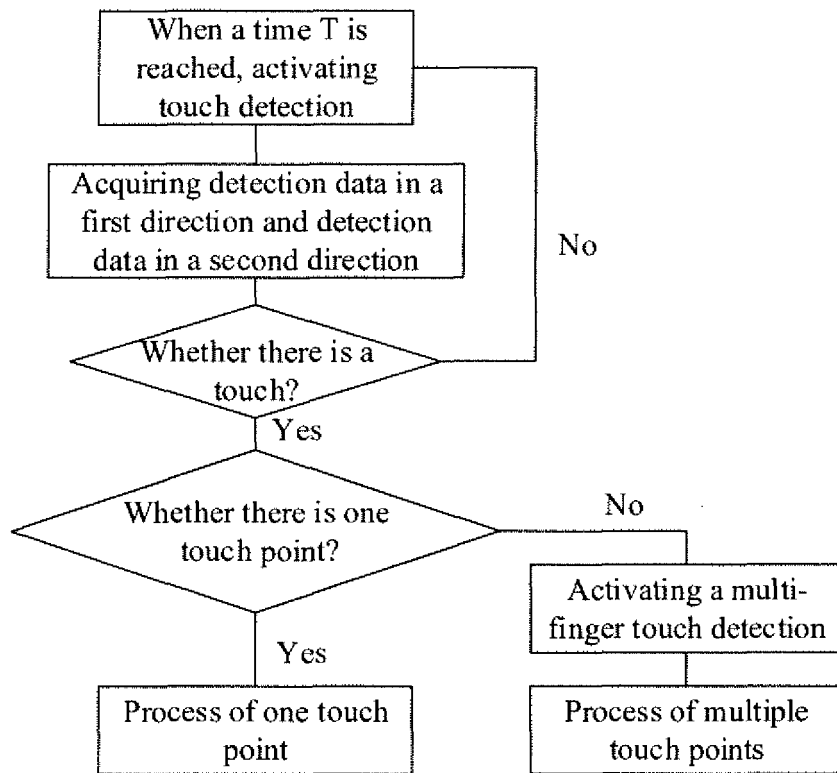 When a time T is
reached, activating
touch detection
Acquiring detection data in a
first direction and detection
data in a second direction
No
Whether there is a
touch?
Yes
Whether there is one
touch point?
No
Activating a multi-
finger touch detection
Yes
Process of one touch
point
Process of multiple
touch points